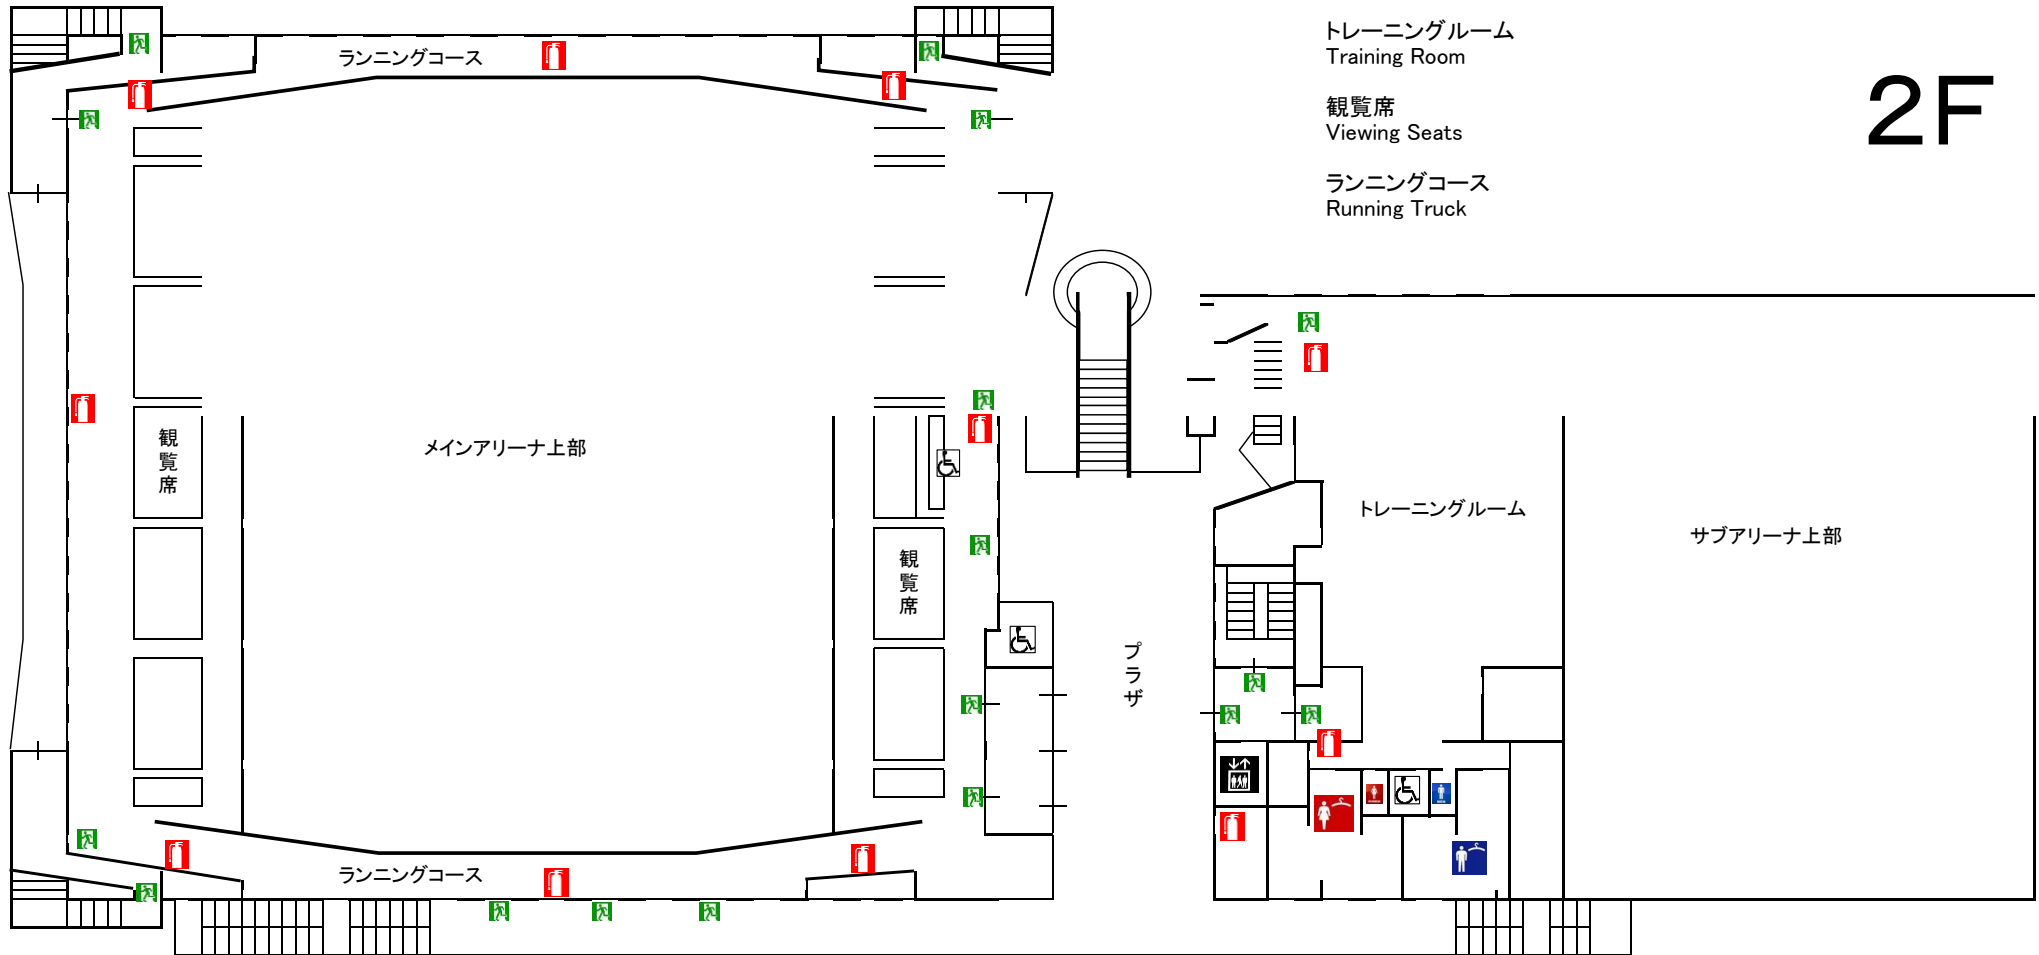 トレーニングルーム
Training Room
観覧席
Viewing Seats
ランニングコース
Running Truck
2F
ランニングコース
観覧席
メインアリーナ上部
観覧席
トレーニングルーム
サブアリーナ上部
プラザ
ランニングコース